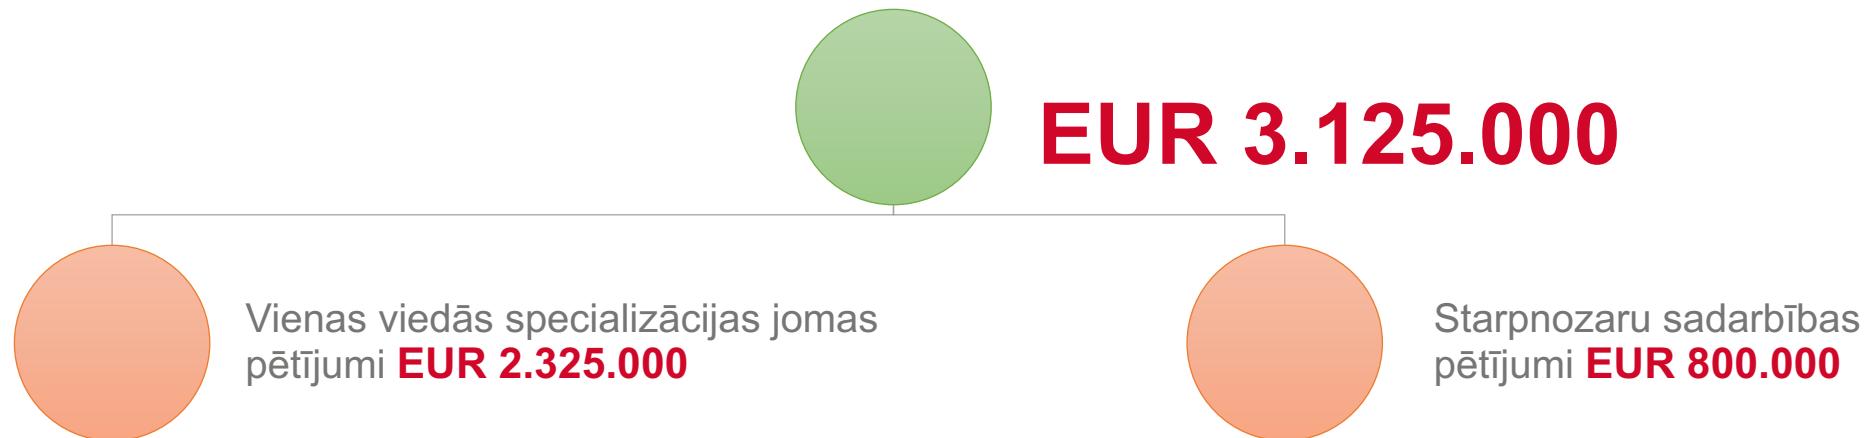 EUR 3.125.000
Vienas viedās specializācijas jomas
pētījumi EUR 2.325.000
Starpnozaru sadarbības
pētījumi EUR 800.000